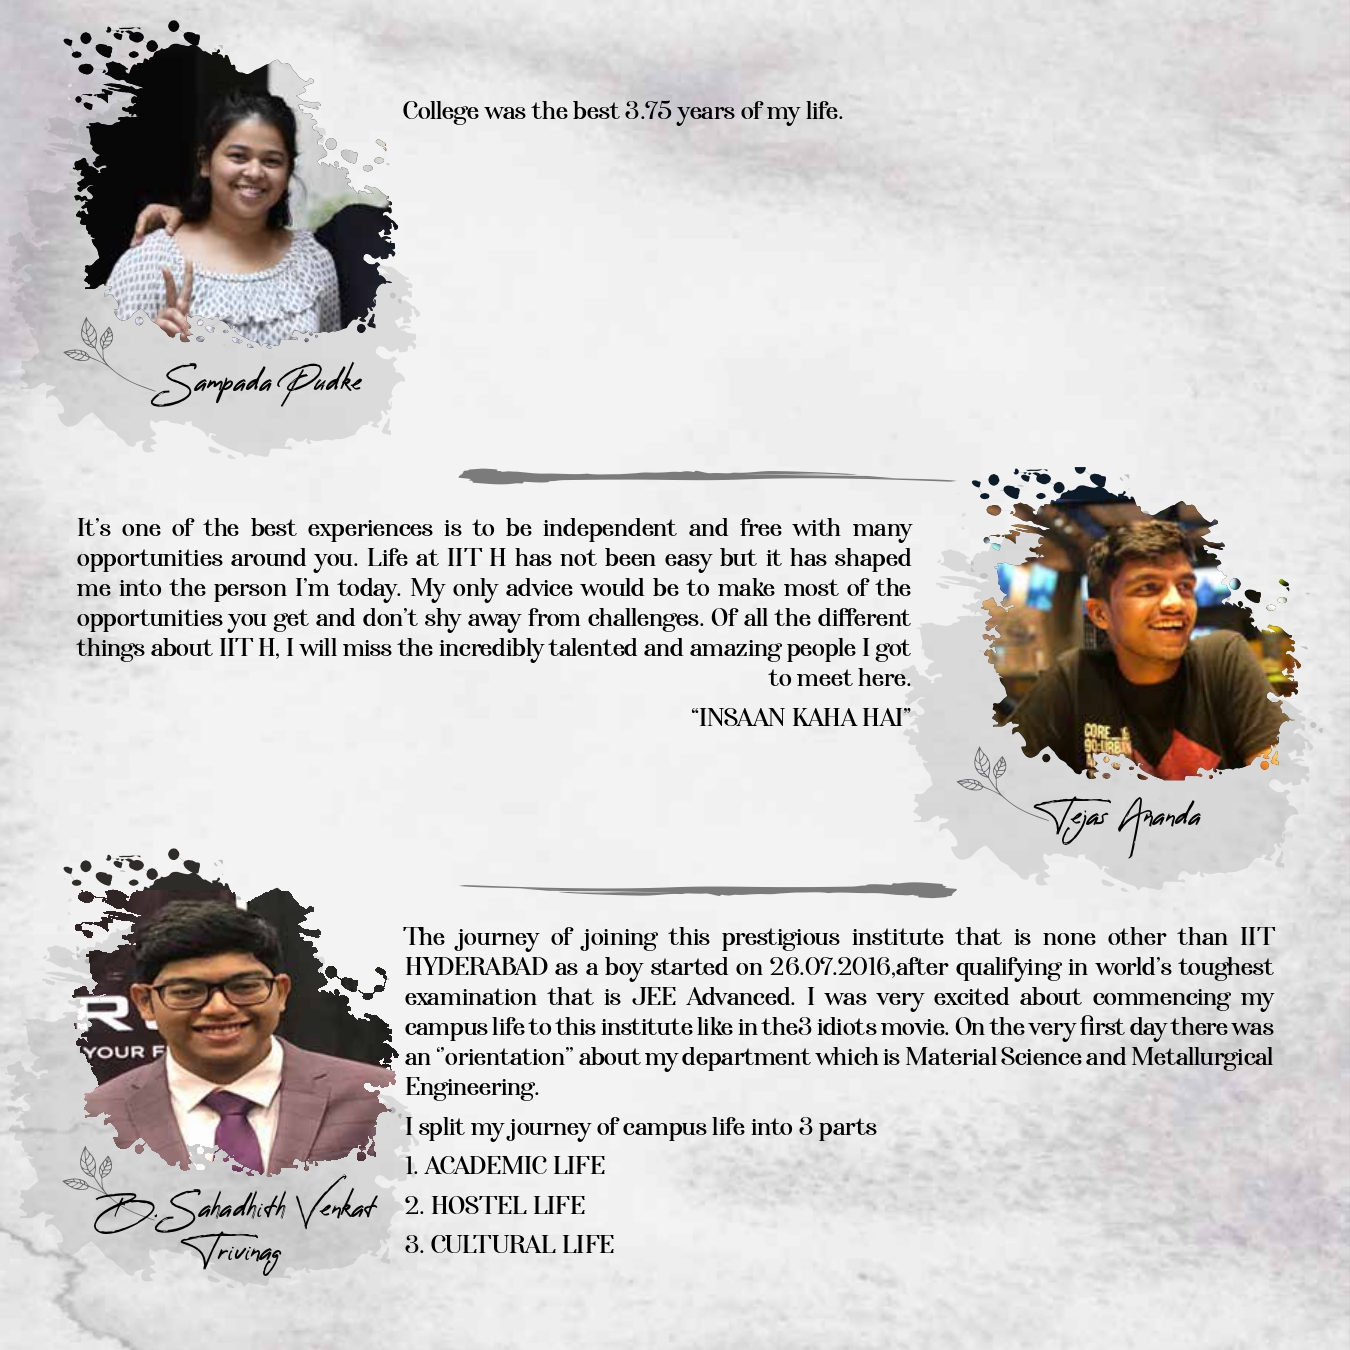 College was the best 3.75 years of my life.
Sampada Pudke
It's one of the best experiences is to be independent and free with many
opportunities around you. Life at IIT H has not been easy but it has shaped
me into the person I'm today. My only advice would be to make most of the
opportunities you get and don't shy away from challenges. Of all the different
things about IIT H, I will miss the incredibly talented and amazing people I got
to meet here.
“INSAAN KAHA HAI”
CORE
Tejas Ananda
The journey of joining this prestigious institute that is none other than IIT
HYDERABAD as a boy started on 26.07.2016,after qualifying in world's toughest
examination that is JEE Advanced. I was very excited about commencing my
campus life to this institute like in the3 idiots movie. On the very first day there was
an “orientation” about my department which is Material Science and Metallurgical
Engineering.
I split my journey of campus life into 3 parts
1. ACADEMIC LIFE
2. HOSTEL LIFE
3. CULTURAL LIFE
YOUR F
B. Sahadhith Venkat
Trivinag